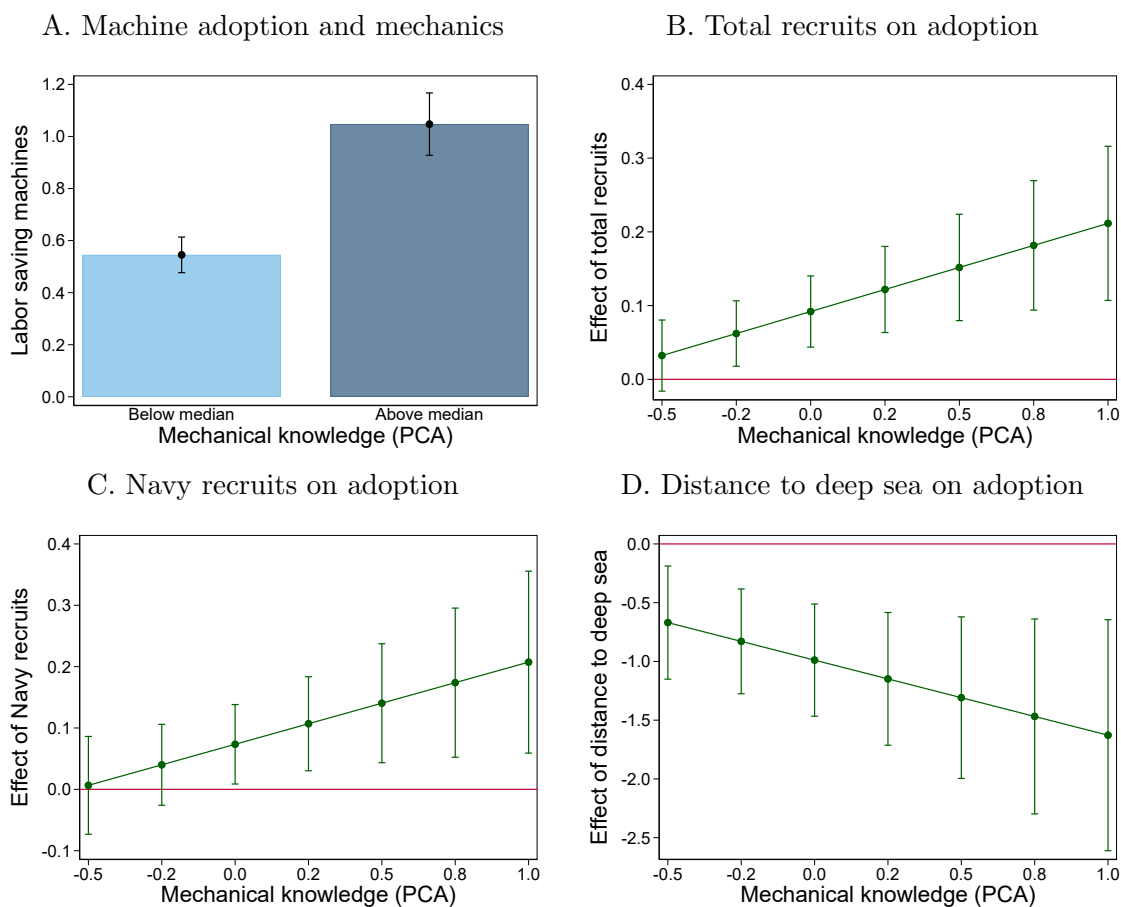 A. Machine adoption and mechanics
Labor saving machines
1.2
1.0
0.8
0.6
0.4
0.2
0.0
Below median
Above median
Mechanical knowledge (PCA)
B. Total recruits on adoption
Effect of total recruits
0.4
0.3
0.2
0.1
0.0
-0.5 -0.2 0.0 0.2 0.5 0.8 1.0
Mechanical knowledge (PCA)
C. Navy recruits on adoption
Effect of Navy recruits
0.4
0.3
0.2
0.1
0.0
-0.1
-0.5 -0.2 0.0 0.2 0.5 0.8 1.0
Mechanical knowledge (PCA)
D. Distance to deep sea on adoption
Effect of distance to deep sea
0.0
-0.5
-1.0
-1.5
-2.0
-2.5
-0.5 -0.2 0.0 0.2 0.5 0.8 1.0
Mechanical knowledge (PCA)